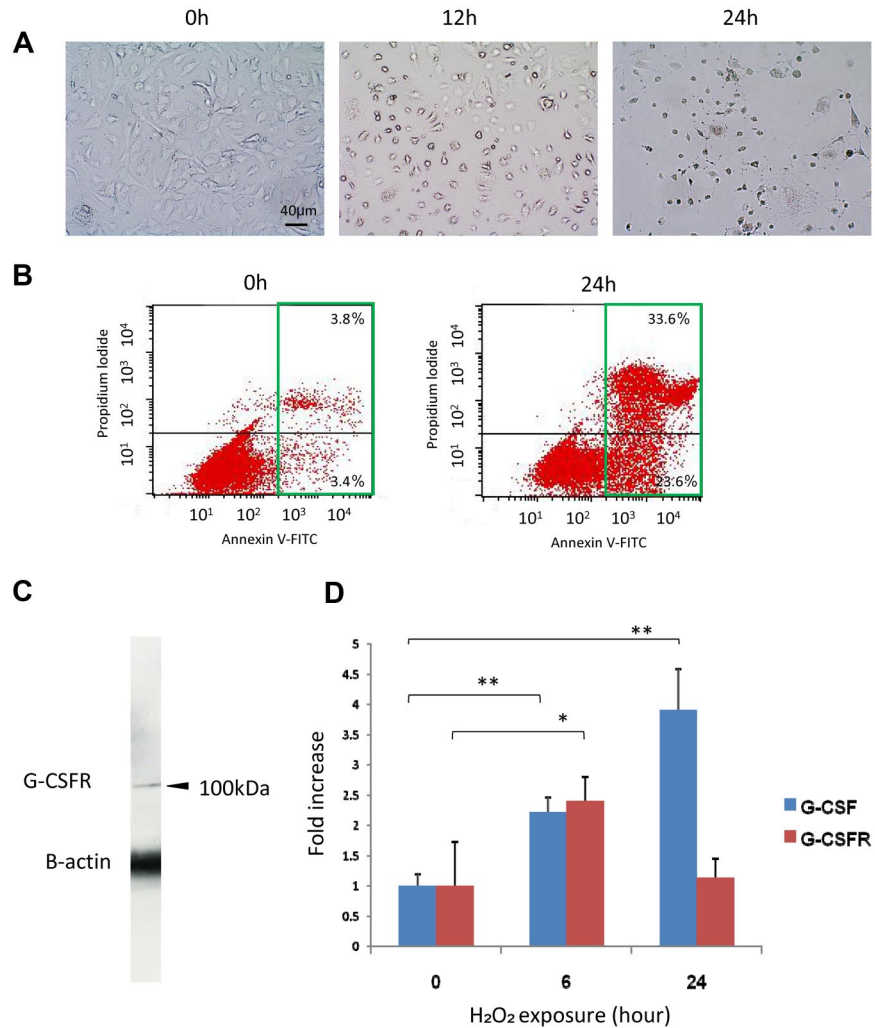 0h 12h 24h
A
40µm
B
0h 24h
3.8%
3.4%
Propidium Iodide
10⁴
10³
10²
10¹
10¹ 10² 10³ 10⁴
Annexin V-FITC
33.6%
23.6%
Propidium Iodide
10⁴
10³
10²
10¹
10¹ 10² 10³ 10⁴
Annexin V-FITC
C
G-CSFR
100kDa
B-actin
D
Fold increase
5
4.5
4
3.5
3
2.5
2
1.5
1
0.5
0
**
**
*
G-CSF
G-CSFR
0 6 24
H₂O₂ exposure (hour)